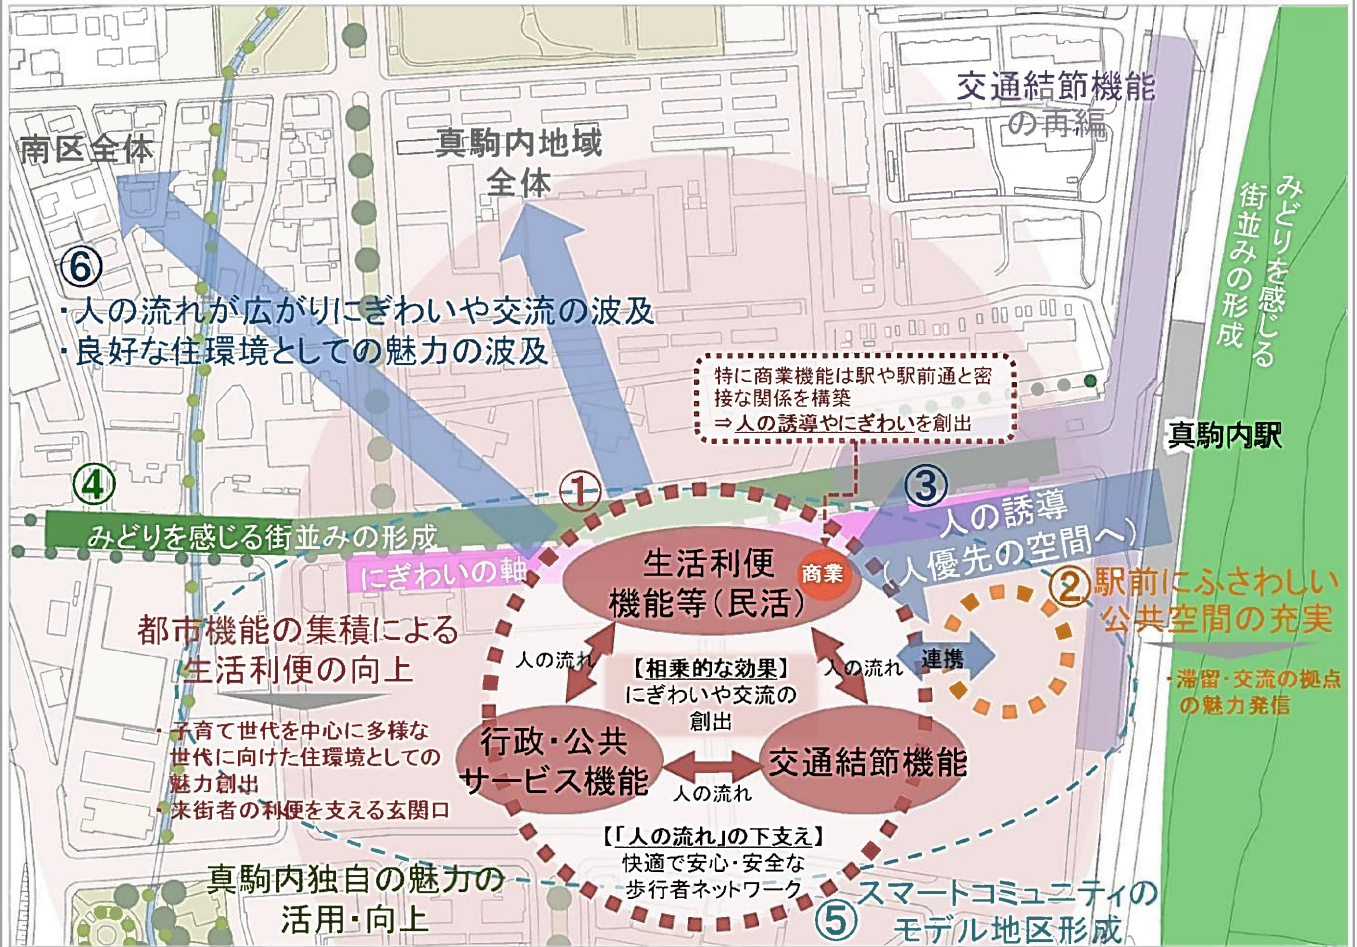 交通結節機能
の再編
南区全体
真駒内地域
全体
みどりを感じる
街並みの形成
⑥
・人の流れが広がりにぎわいや交流の波及
・良好な住環境としての魅力の波及
特に商業機能は駅や駅前通と密
接な関係を構築
⇒人の誘導やにぎわいを創出
真駒内駅
④
みどりを感じる街並みの形成
にぎわいの軸
①
③
人の誘導
(人優先の空間へ)
生活利便
機能等(民活)
商業
②駅前にふさわしい
公共空間の充実
・滞留・交流の拠点
の魅力発信
都市機能の集積による
生活利便の向上
・子育て世代を中心に多様な
世代に向けた住環境としての
魅力創出
・来街者の利便を支える玄関口
人の流れ
【相乗的な効果】
にぎわいや交流の
創出
人の流れ
連携
行政・公共
サービス機能
交通結節機能
人の流れ
【「人の流れ」の下支え】
快適で安心・安全な
歩行者ネットワーク
真駒内独自の魅力の
活用・向上
⑤スマートコミュニティの
モデル地区形成